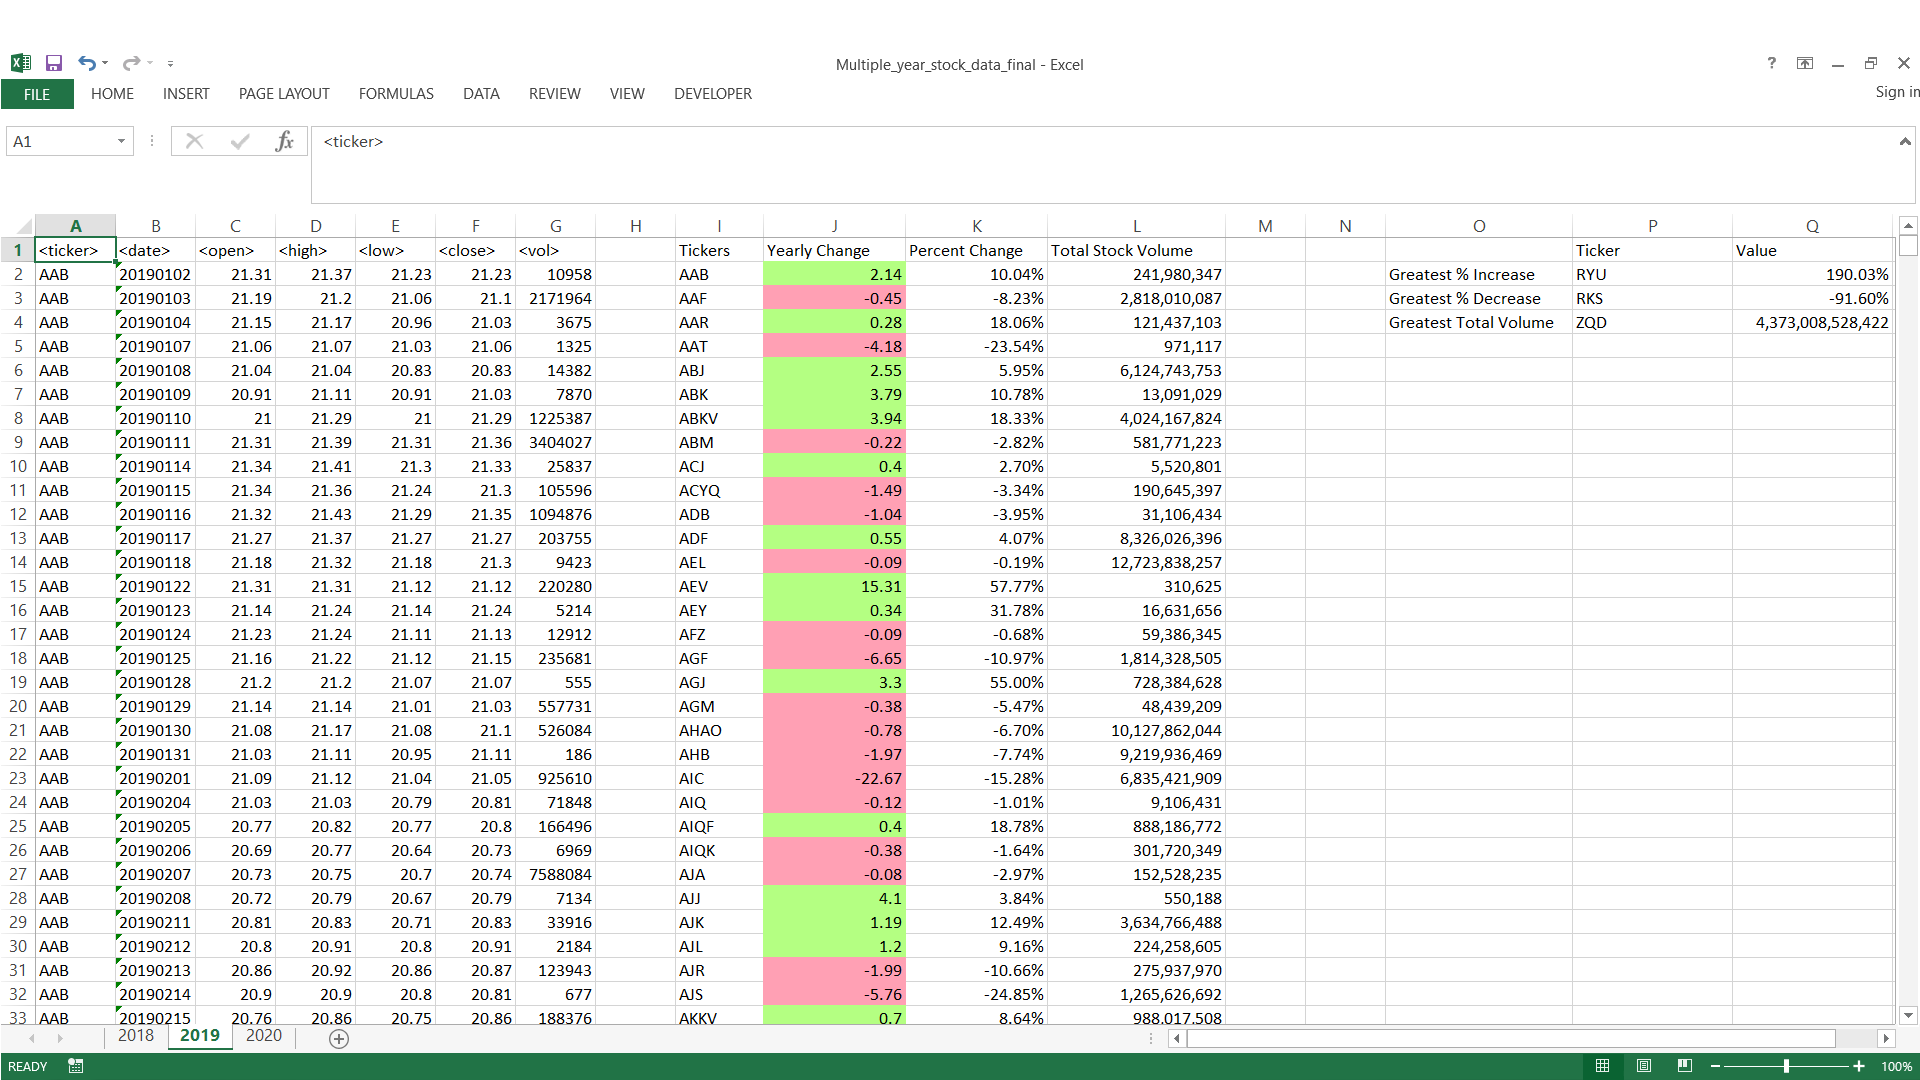 Multiple_year_stock_data_final - Excel
?
FILE HOME INSERT PAGE LAYOUT FORMULAS DATA REVIEW VIEW DEVELOPER Sign in
A1 fx <ticker>
A B C D E F G H I J K L M N O P Q
1 <ticker> <date> <open> <high> <low> <close> <vol> Tickers Yearly Change Percent Change Total Stock Volume Ticker Value
2 AAB 20190102 21.31 21.37 21.23 21.23 10958 AAB 2.14 10.04% 241,980,347 Greatest % Increase RYU 190.03%
3 AAB 20190103 21.19 21.2 21.06 21.1 2171964 AAF -0.45 -8.23% 2,818,010,087 Greatest % Decrease RKS -91.60%
4 AAB 20190104 21.15 21.17 20.96 21.03 3675 AAR 0.28 18.06% 121,437,103 Greatest Total Volume ZQD 4,373,008,528,422
5 AAB 20190107 21.06 21.07 21.03 21.06 1325 AAT -4.18 -23.54% 971,117
6 AAB 20190108 21.04 21.04 20.83 20.83 14382 ABJ 2.55 5.95% 6,124,743,753
7 AAB 20190109 20.91 21.11 20.91 21.03 7870 ABK 3.79 10.78% 13,091,029
8 AAB 20190110 21 21.29 21 21.29 1225387 ABKV 3.94 18.33% 4,024,167,824
9 AAB 20190111 21.31 21.39 21.31 21.36 3404027 ABM -0.22 -2.82% 581,771,223
10 AAB 20190114 21.34 21.41 21.3 21.33 25837 ACJ 0.4 2.70% 5,520,801
11 AAB 20190115 21.34 21.36 21.24 21.3 105596 ACYQ -1.49 -3.34% 190,645,397
12 AAB 20190116 21.32 21.43 21.29 21.35 1094876 ADB -1.04 -3.95% 31,106,434
13 AAB 20190117 21.27 21.37 21.27 21.27 203755 ADF 0.55 4.07% 8,326,026,396
14 AAB 20190118 21.18 21.32 21.18 21.3 9423 AEL -0.09 -0.19% 12,723,838,257
15 AAB 20190122 21.31 21.31 21.12 21.12 220280 AEV 15.31 57.77% 310,625
16 AAB 20190123 21.14 21.24 21.14 21.24 5214 AEY 0.34 31.78% 16,631,656
17 AAB 20190124 21.23 21.24 21.11 21.13 12912 AFZ -0.09 -0.68% 59,386,345
18 AAB 20190125 21.16 21.22 21.12 21.15 235681 AGF -6.65 -10.97% 1,814,328,505
19 AAB 20190128 21.2 21.2 21.07 21.07 555 AGJ 3.3 55.00% 728,384,628
20 AAB 20190129 21.14 21.14 21.01 21.03 557731 AGM -0.38 -5.47% 48,439,209
21 AAB 20190130 21.08 21.17 21.08 21.1 526084 AHAO -0.78 -6.70% 10,127,862,044
22 AAB 20190131 21.03 21.11 20.95 21.11 186 AHB -1.97 -7.74% 9,219,936,469
23 AAB 20190201 21.09 21.12 21.04 21.05 925610 AIC -22.67 -15.28% 6,835,421,909
24 AAB 20190204 21.03 21.03 20.79 20.81 71848 AIQ -0.12 -1.01% 9,106,431
25 AAB 20190205 20.77 20.82 20.77 20.8 166496 AIQF 0.4 18.78% 888,186,772
26 AAB 20190206 20.69 20.77 20.64 20.73 6969 AIQK -0.38 -1.64% 301,720,349
27 AAB 20190207 20.73 20.75 20.7 20.74 7588084 AJA -0.08 -2.97% 152,528,235
28 AAB 20190208 20.72 20.79 20.67 20.79 7134 AJJ 4.1 3.84% 550,188
29 AAB 20190211 20.81 20.83 20.71 20.83 33916 AJK 1.19 12.49% 3,634,766,488
30 AAB 20190212 20.8 20.91 20.8 20.91 2184 AJL 1.2 9.16% 224,258,605
31 AAB 20190213 20.86 20.92 20.86 20.87 123943 AJR -1.99 -10.66% 275,937,970
32 AAB 20190214 20.9 20.9 20.8 20.81 677 AJS -5.76 -24.85% 1,265,626,692
33 AAB 20190215 20.76 20.86 20.75 20.86 188376 AKKV 0.7 8.64% 988,017,508
2018 2019 2020
READY 100%